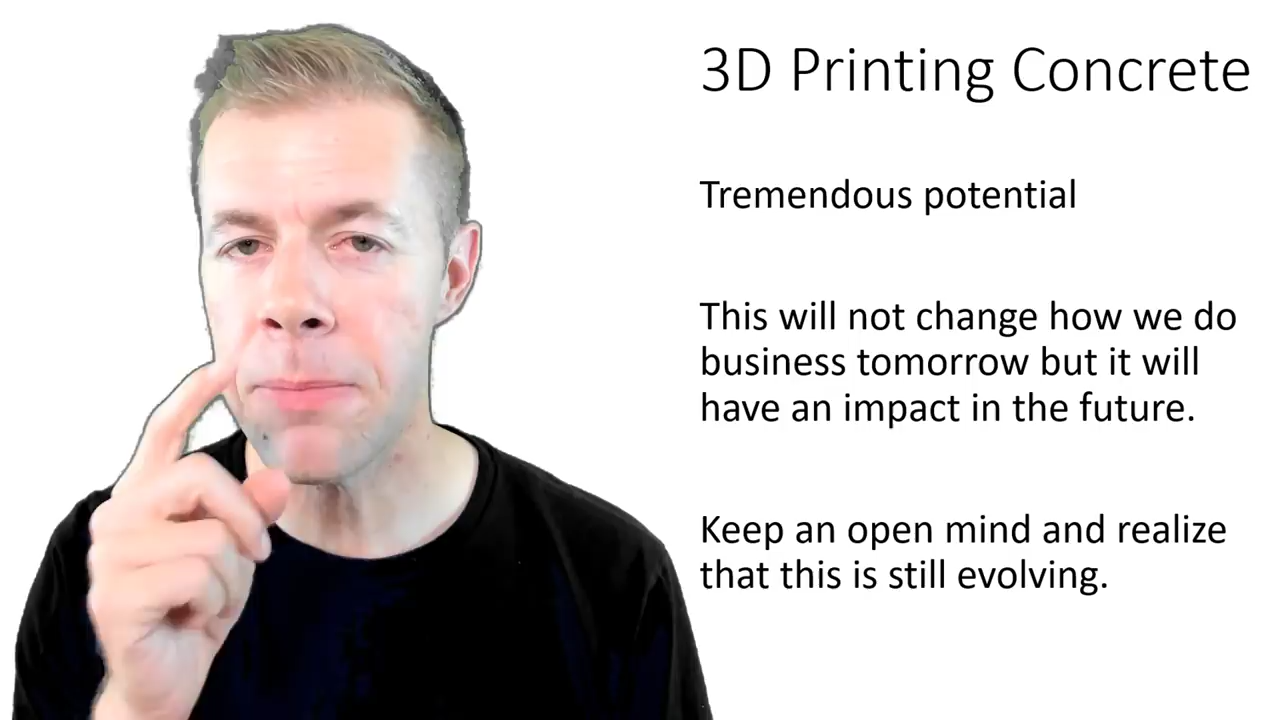 3D Printing Concrete
Tremendous potential
This will not change how we do
business tomorrow but it will
have an impact in the future.
Keep an open mind and realize
that this is still evolving.